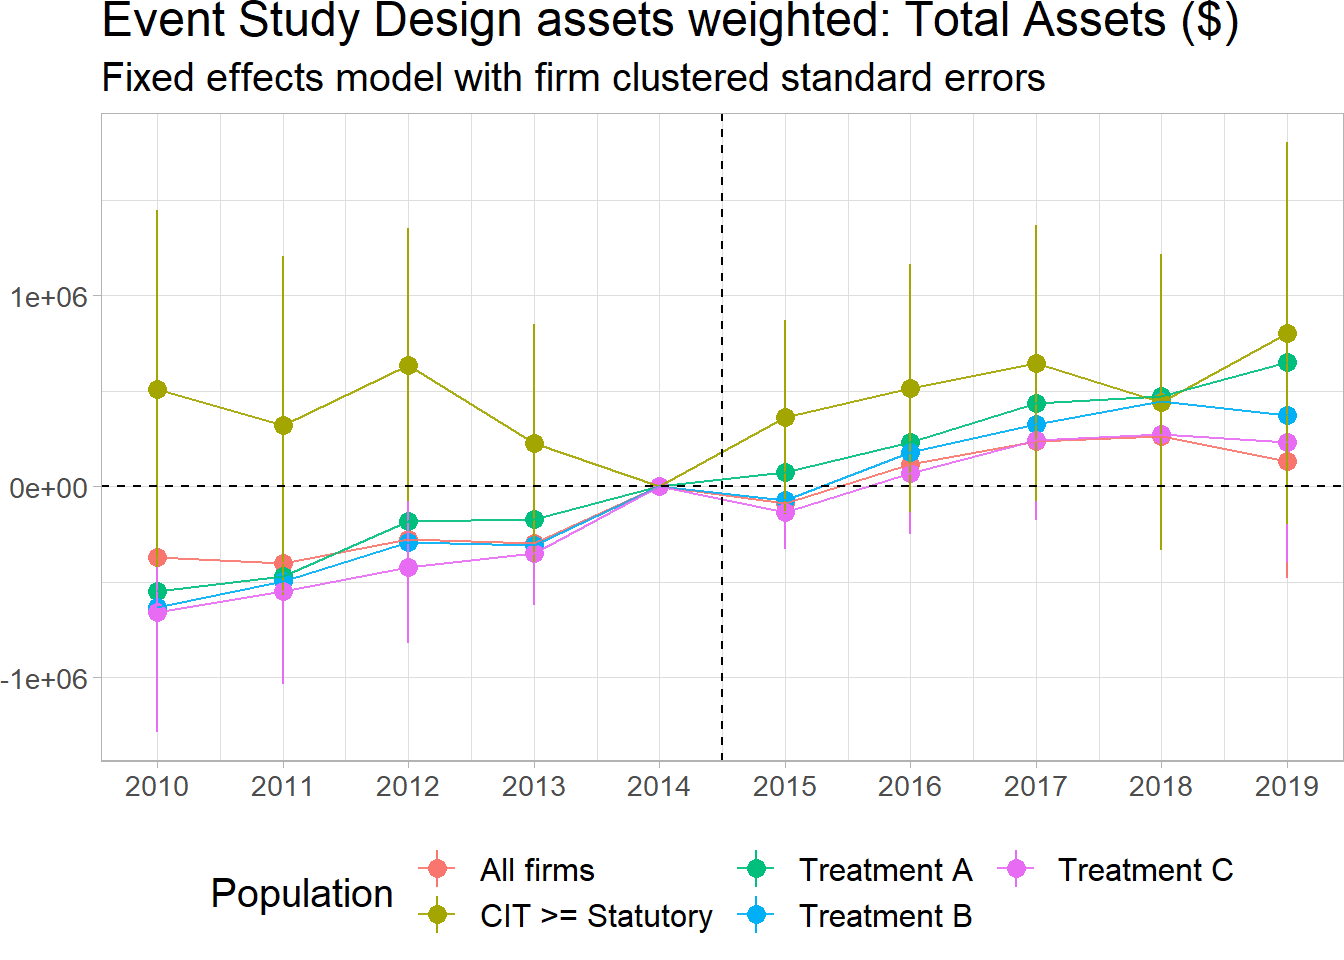 Event Study Design assets weighted: Total Assets ($)
Fixed effects model with firm clustered standard errors
1e+06
0e+00
-1e+06
2010 2011 2012 2013 2014 2015 2016 2017 2018 2019
Population
All firms
CIT >= Statutory
Treatment A
Treatment B
Treatment C